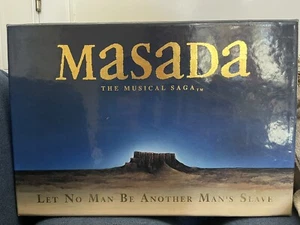 MaSaDa
THE MUSICAL SAGA™
LET NO MAN BE ANOTHER MAN'S SLAVE